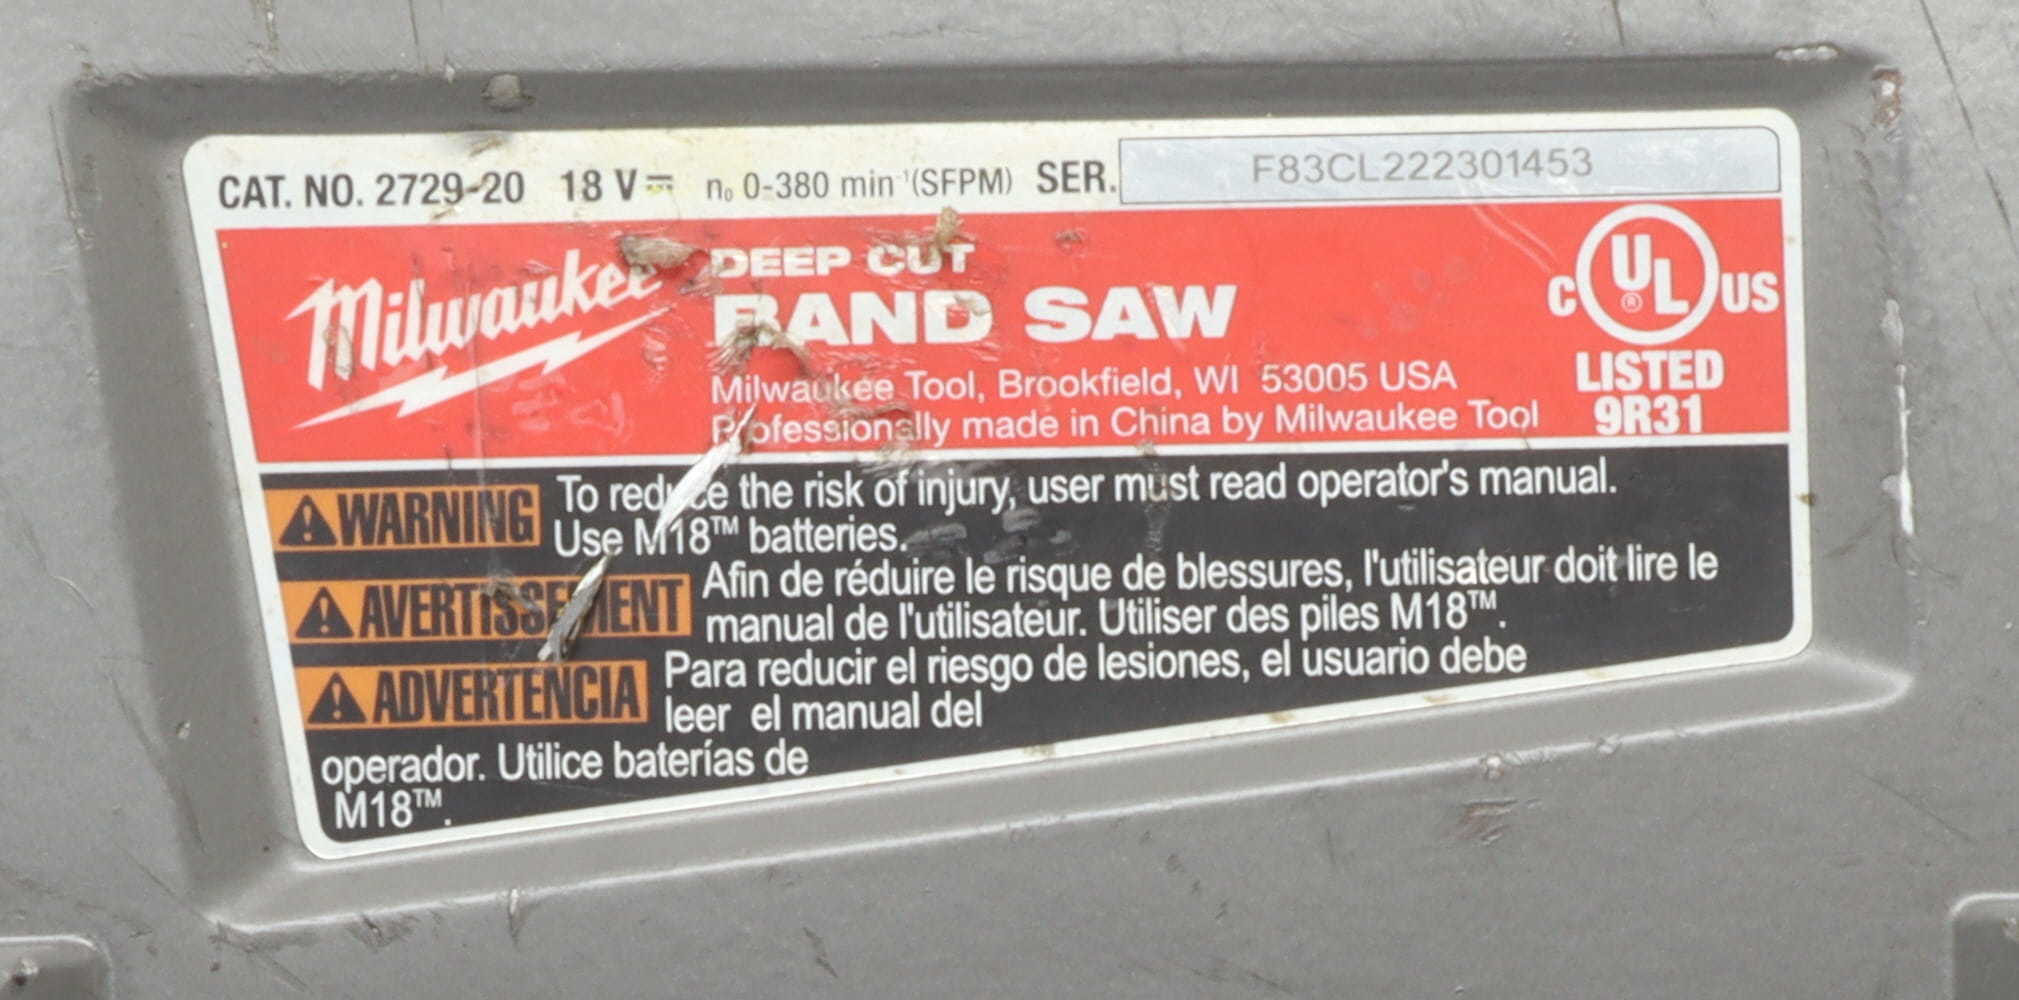 CAT. NO. 2729-20 18 V⎓ n₀ 0-380 min⁻¹(SFPM) SER. F83CL222301453
Milwaukee
DEEP CUT
BAND SAW
Milwaukee Tool, Brookfield, WI 53005 USA
Professionally made in China by Milwaukee Tool
C UL® US
LISTED
9R31
WARNING To reduce the risk of injury, user must read operator's manual.
Use M18™ batteries.
AVERTISSEMENT Afin de réduire le risque de blessures, l'utilisateur doit lire le
manual de l'utilisateur. Utiliser des piles M18™.
ADVERTENCIA Para reducir el riesgo de lesiones, el usuario debe
leer el manual del
operador. Utilice baterías de
M18™.